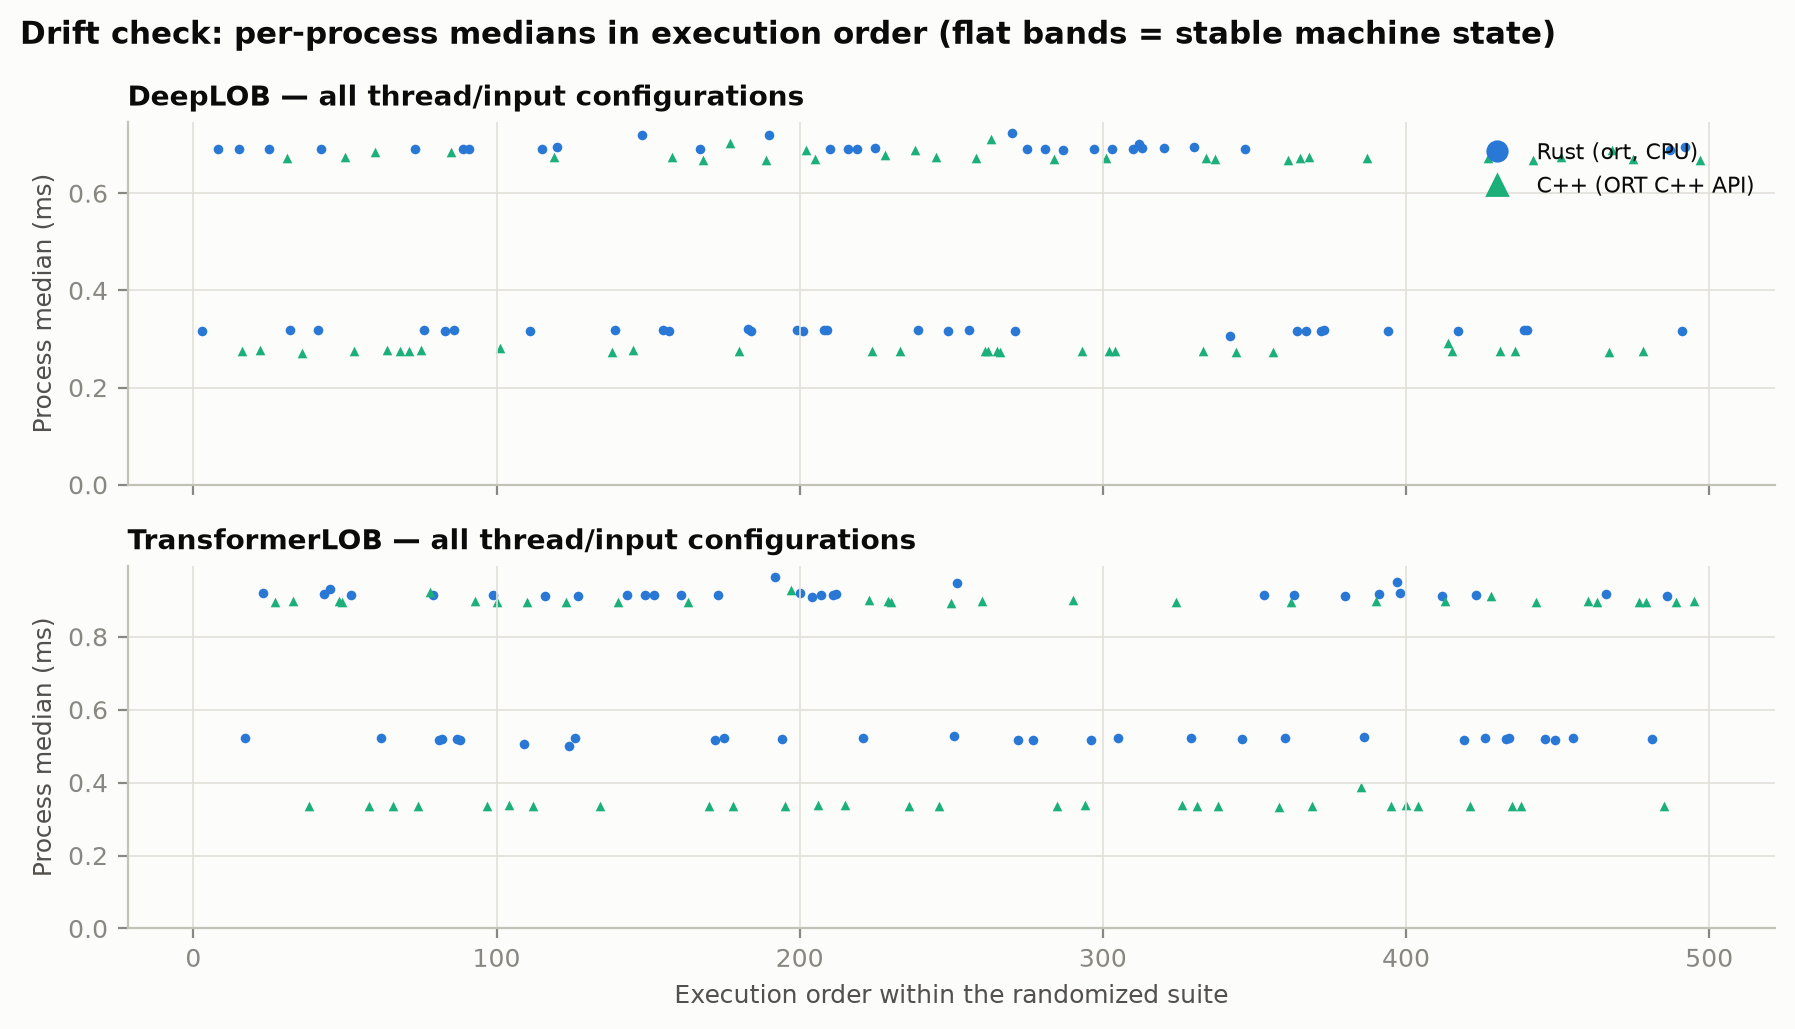 Drift check: per-process medians in execution order (flat bands = stable machine state)
DeepLOB — all thread/input configurations
Process median (ms)
0.6
0.4
0.2
0.0
Rust (ort, CPU)
C++ (ORT C++ API)
TransformerLOB — all thread/input configurations
Process median (ms)
0.8
0.6
0.4
0.2
0.0
0 100 200 300 400 500
Execution order within the randomized suite